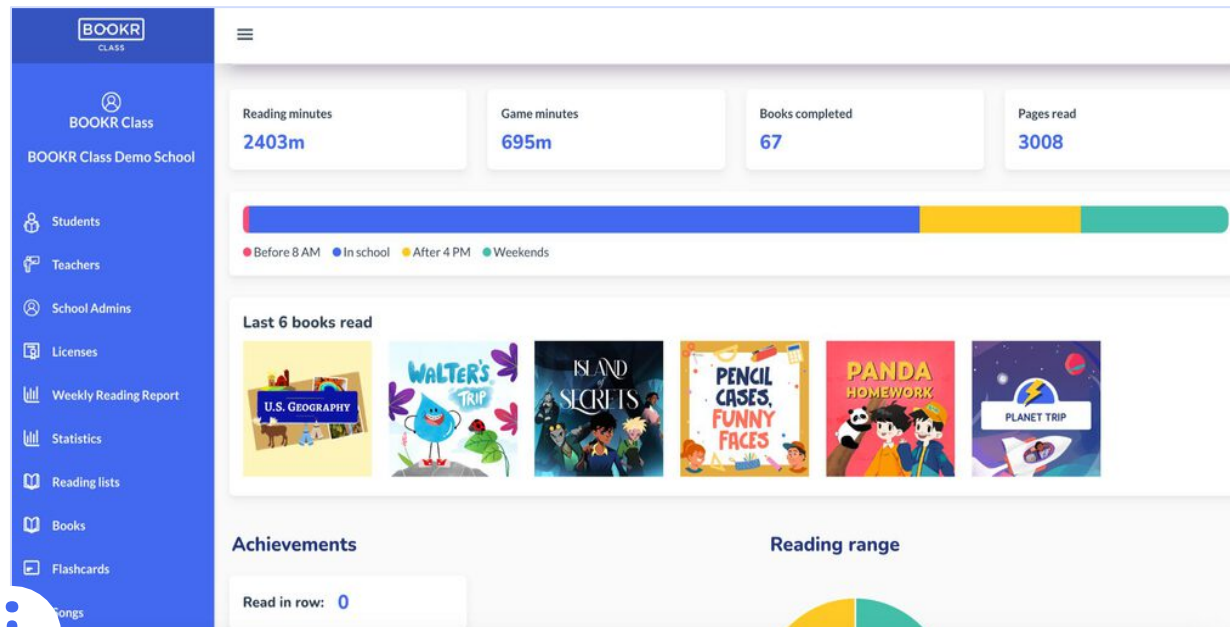 BOOKR
CLASS
BOOKR Class
BOOKR Class Demo School
Students
Teachers
School Admins
Licenses
Weekly Reading Report
Statistics
Reading lists
Books
Flashcards
Songs
Reading minutes
2403m
Game minutes
695m
Books completed
67
Pages read
3008
Before 8 AM In school After 4 PM Weekends
Last 6 books read
U.S. GEOGRAPHY
WALTER'S
TRIP
ISLAND
OF
SECRETS
PENCIL
CASES,
FUNNY
FACES
PANDA
HOMEWORK
PLANET TRIP
Achievements
Read in row: 0
Reading range